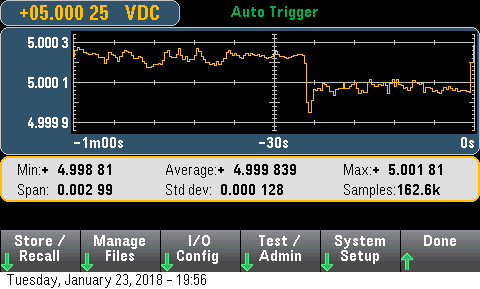 +05.000 25 VDC
Auto Trigger
5.000 3
5.000 1
4.999 9
-1m00s -30s 0s
Min:+ 4.998 81 Average:+ 4.999 839 Max:+ 5.001 81
Span: 0.002 99 Std dev: 0.000 128 Samples:162.6k
Store / Recall
Manage Files
I/O Config
Test / Admin
System Setup
Done
Tuesday, January 23, 2018 - 19:56